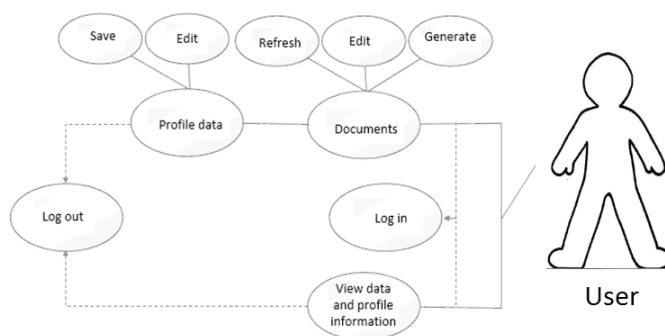 Save
Edit
Refresh
Edit
Generate
Profile data
Documents
Log out
Log in
View data
and profile
information
User